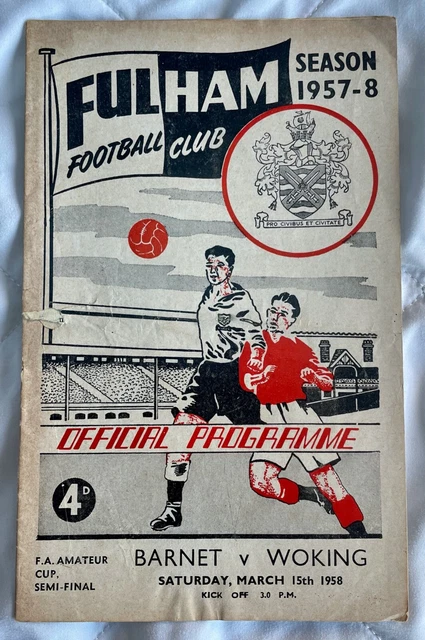 FULHAM
FOOTBALL CLUB
SEASON
1957-8
PRO CIVIBUS ET CIVITATE
OFFICIAL PROGRAMME
4D
F.A. AMATEUR
CUP,
SEMI-FINAL
BARNET v WOKING
SATURDAY, MARCH 15th 1958
KICK OFF 3.0 P.M.